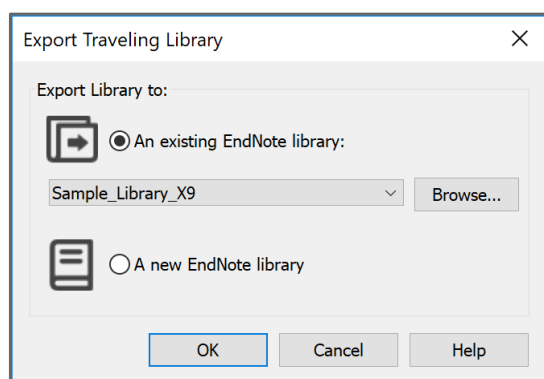 Export Traveling Library
Export Library to:
An existing EndNote library:
Sample_Library_X9
Browse...
A new EndNote library
OK
Cancel
Help